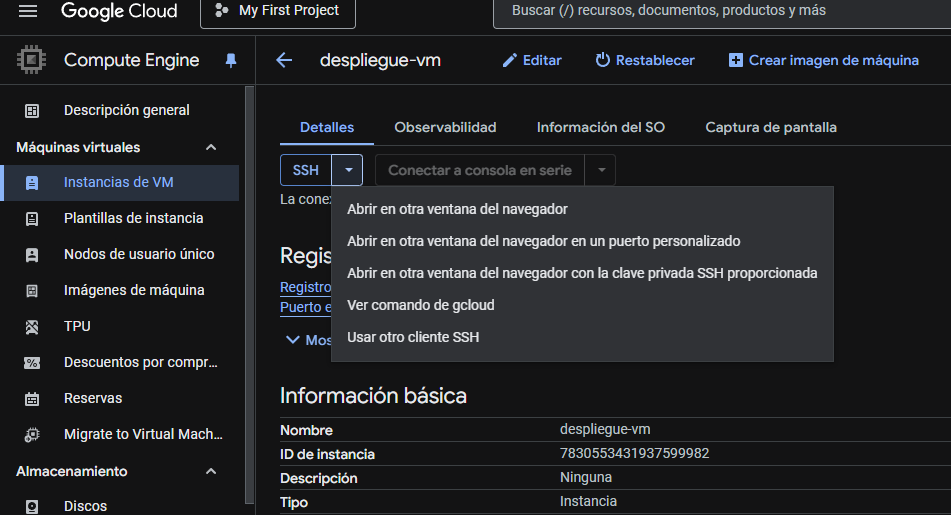 Google Cloud
My First Project
Buscar (/) recursos, documentos, productos y más
Compute Engine
despliegue-vm
Editar
Restablecer
Crear imagen de máquina
Descripción general
Máquinas virtuales
Instancias de VM
Plantillas de instancia
Nodos de usuario único
Imágenes de máquina
TPU
Descuentos por compr...
Reservas
Migrate to Virtual Mach...
Almacenamiento
Discos
Detalles
Observabilidad
Información del SO
Captura de pantalla
SSH
Conectar a consola en serie
La cone
Abrir en otra ventana del navegador
Abrir en otra ventana del navegador en un puerto personalizado
Abrir en otra ventana del navegador con la clave privada SSH proporcionada
Ver comando de gcloud
Usar otro cliente SSH
Regis
Registro
Puerto e
Mos
Información básica
Nombre despliegue-vm
ID de instancia 7830553431937599982
Descripción Ninguna
Tipo Instancia